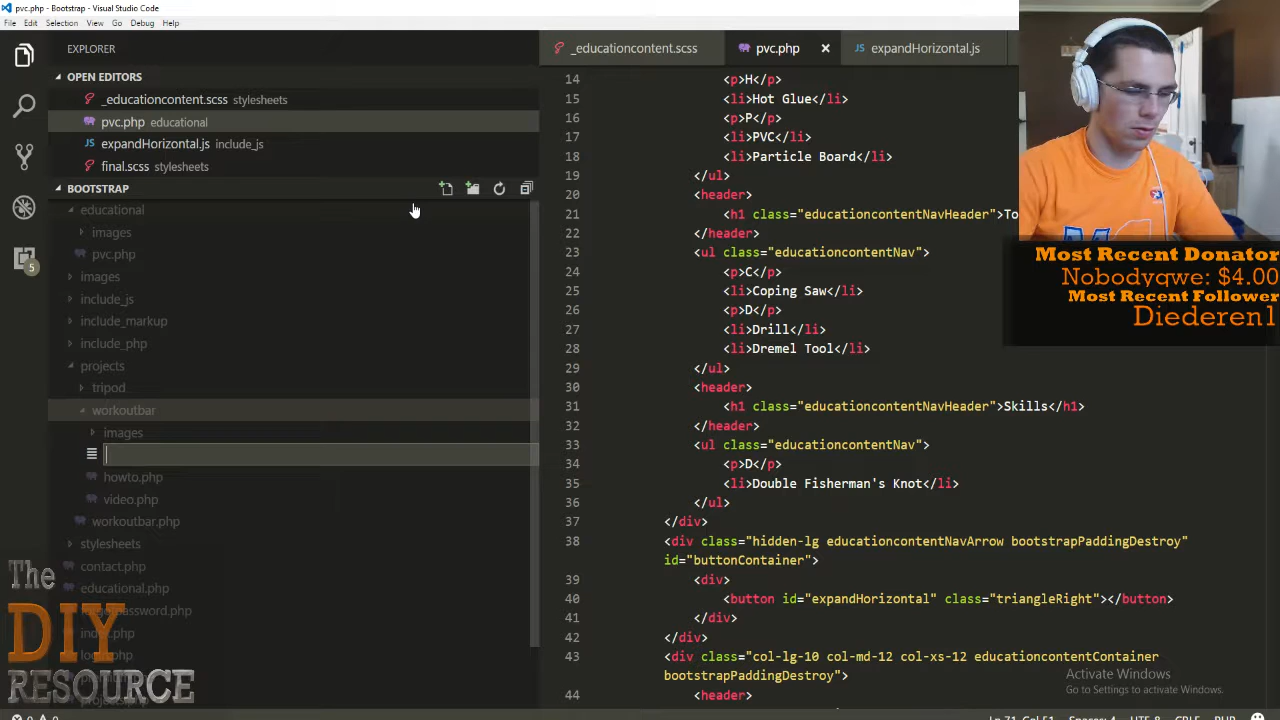 pvc.php - Bootstrap - Visual Studio Code
File Edit Selection View Go Debug Help
EXPLORER
OPEN EDITORS
_educationcontent.scss stylesheets
pvc.php educational
expandHorizontal.js include_js
final.scss stylesheets
BOOTSTRAP
educational
images
pvc.php
images
include_js
include_markup
include_php
projects
tripod
workoutbar
images
howto.php
video.php
workoutbar.php
stylesheets
contact.php
educational.php
5
_educationcontent.scss pvc.php expandHorizontal.js
14 <p>H</p>
15 <li>Hot Glue</li>
16 <p>P</p>
17 <li>PVC</li>
18 <li>Particle Board</li>
19 </ul>
20 <header>
21 <h1 class="educationcontentNavHeader">To
22 </header>
23 <ul class="educationcontentNav">
24 <p>C</p>
25 <li>Coping Saw</li>
26 <p>D</p>
27 <li>Drill</li>
28 <li>Dremel Tool</li>
29 </ul>
30 <header>
31 <h1 class="educationcontentNavHeader">Skills</h1>
32 </header>
33 <ul class="educationcontentNav">
34 <p>D</p>
35 <li>Double Fisherman's Knot</li>
36 </ul>
37 </div>
38 <div class="hidden-lg educationcontentNavArrow bootstrapPaddingDestroy"
id="buttonContainer">
39 <div>
40 <button id="expandHorizontal" class="triangleRight"></button>
41 </div>
42 </div>
43 <div class="col-lg-10 col-md-12 col-xs-12 educationcontentContainer
bootstrapPaddingDestroy">
44 <header>
Most Recent Donator
Nobodyqwe: $4.00
Most Recent Follower
Diederen1
The
DIY
RESOURCE
Activate Windows
Go to Settings to activate Windows.